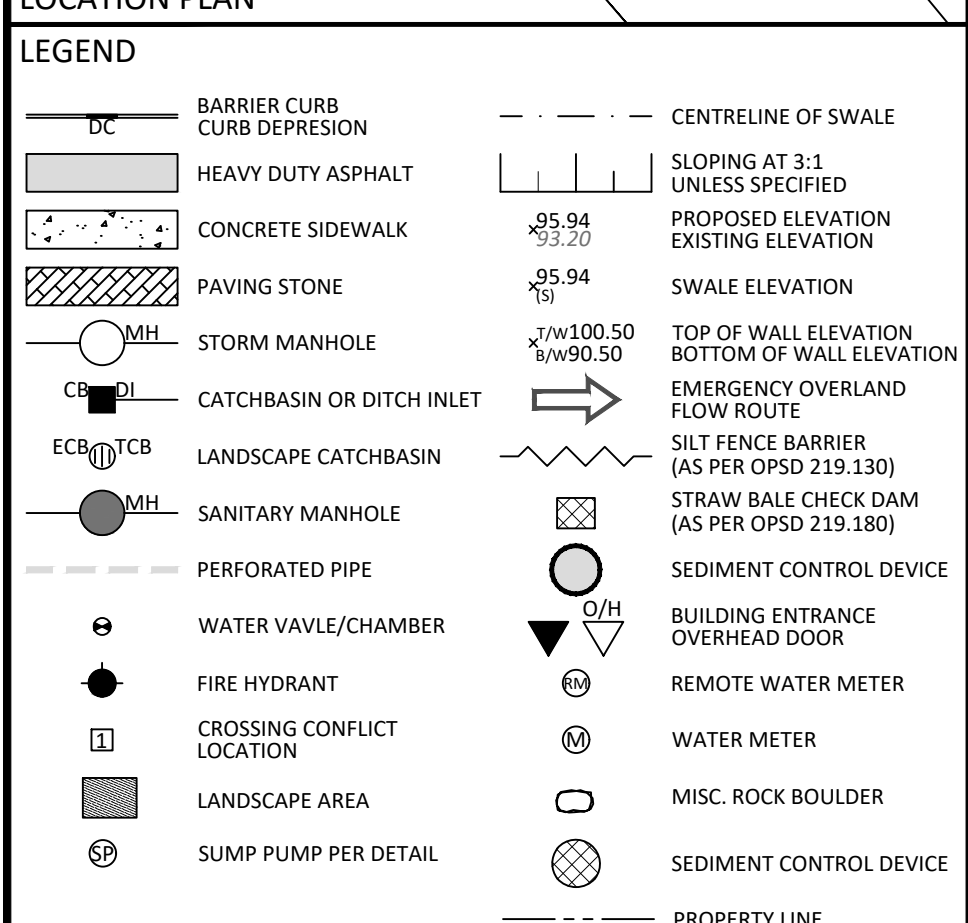 LOCATION PLAN
LEGEND
DC
BARRIER CURB
CURB DEPRESION
HEAVY DUTY ASPHALT
CONCRETE SIDEWALK
PAVING STONE
MH
STORM MANHOLE
CB DI
CATCHBASIN OR DITCH INLET
ECB TCB
LANDSCAPE CATCHBASIN
MH
SANITARY MANHOLE
PERFORATED PIPE
WATER VAVLE/CHAMBER
FIRE HYDRANT
1
CROSSING CONFLICT
LOCATION
LANDSCAPE AREA
SP
SUMP PUMP PER DETAIL
CENTRELINE OF SWALE
SLOPING AT 3:1
UNLESS SPECIFIED
×95.94
93.20
PROPOSED ELEVATION
EXISTING ELEVATION
×95.94
(S)
SWALE ELEVATION
×T/W100.50
B/W90.50
TOP OF WALL ELEVATION
BOTTOM OF WALL ELEVATION
EMERGENCY OVERLAND
FLOW ROUTE
SILT FENCE BARRIER
(AS PER OPSD 219.130)
STRAW BALE CHECK DAM
(AS PER OPSD 219.180)
SEDIMENT CONTROL DEVICE
O/H
BUILDING ENTRANCE
OVERHEAD DOOR
RM
REMOTE WATER METER
M
WATER METER
MISC. ROCK BOULDER
SEDIMENT CONTROL DEVICE
PROPERTY LINE